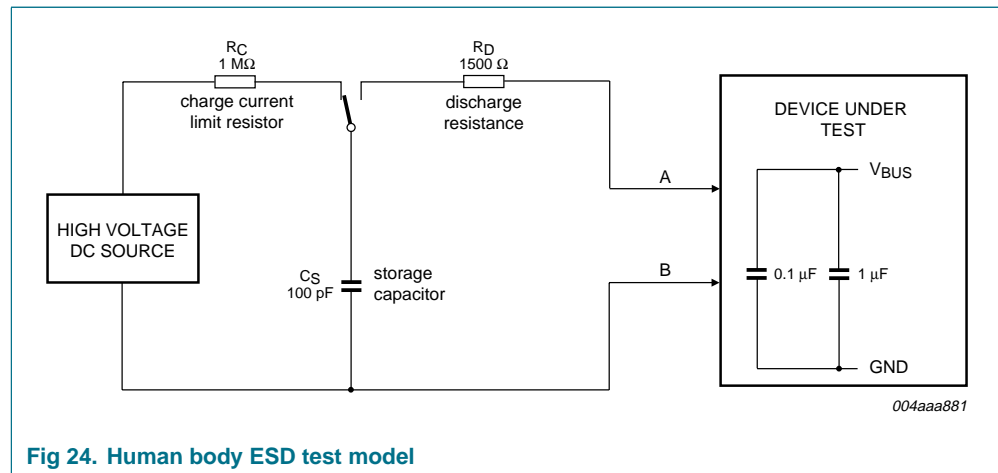 R_C
1 MΩ
charge current
limit resistor
R_D
1500 Ω
discharge
resistance
DEVICE UNDER
TEST
V_BUS
A
HIGH VOLTAGE
DC SOURCE
B
C_S
100 pF
storage
capacitor
0.1 μF
1 μF
GND
004aaa881
Fig 24. Human body ESD test model